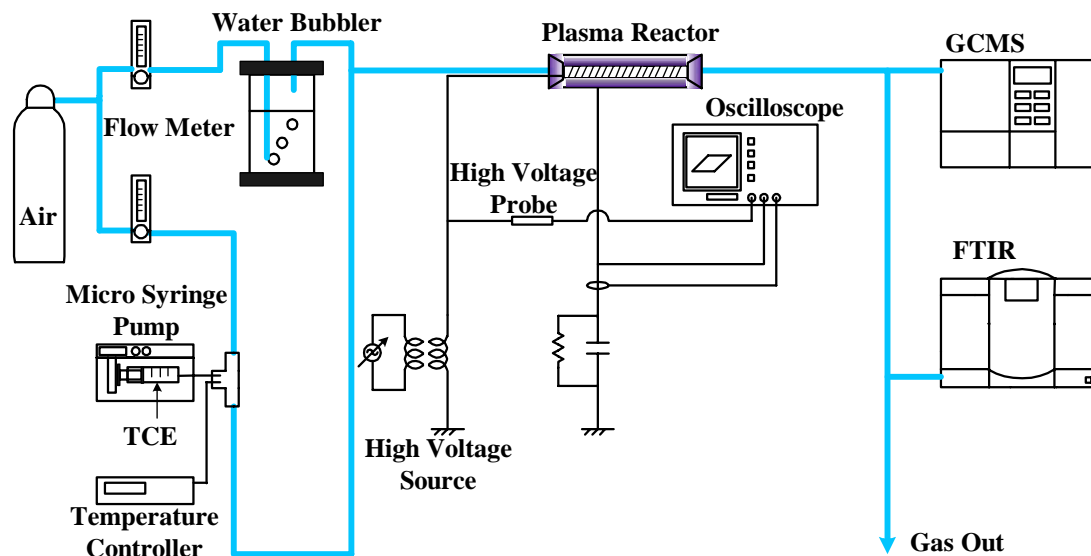 Water Bubbler
Plasma Reactor
GCMS
Flow Meter
Oscilloscope
High Voltage
Probe
Air
FTIR
Micro Syringe
Pump
TCE
High Voltage
Source
Temperature
Controller
Gas Out